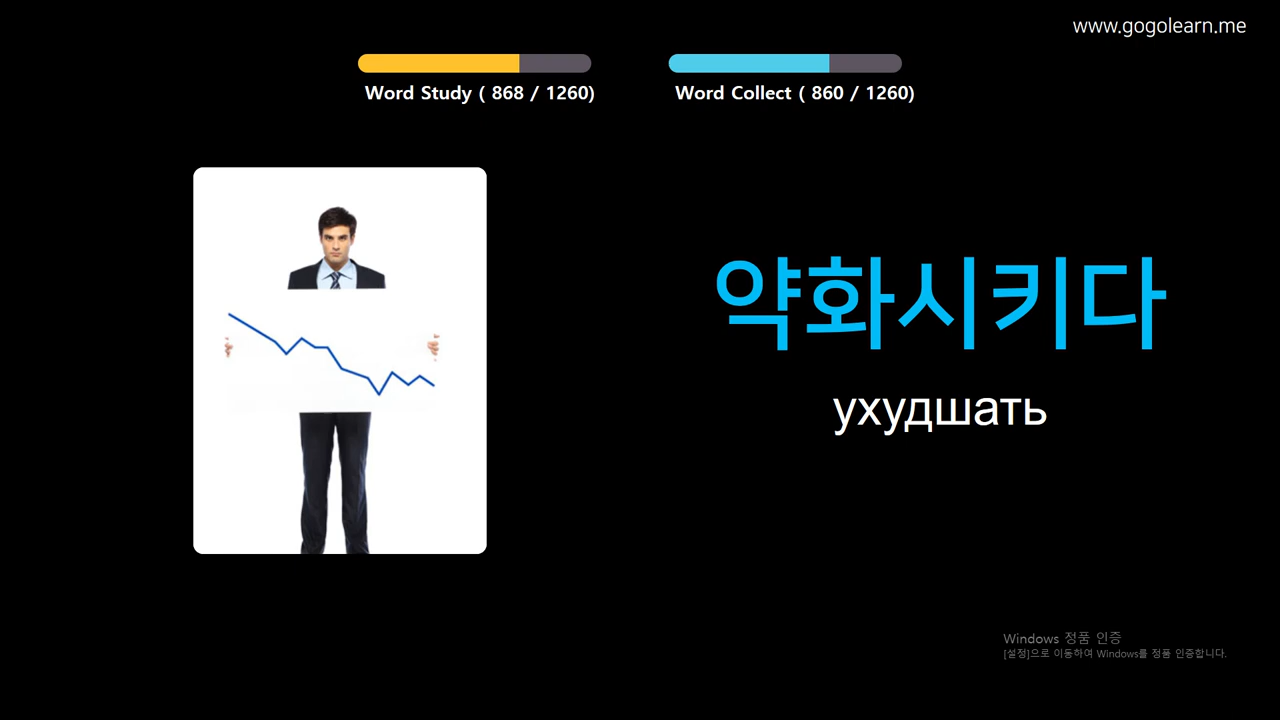 www.gogolearn.me
Word Study ( 868 / 1260)
Word Collect ( 860 / 1260)
약화시키다
ухудшать
Windows 정품 인증
[설정]으로 이동하여 Windows를 정품 인증합니다.